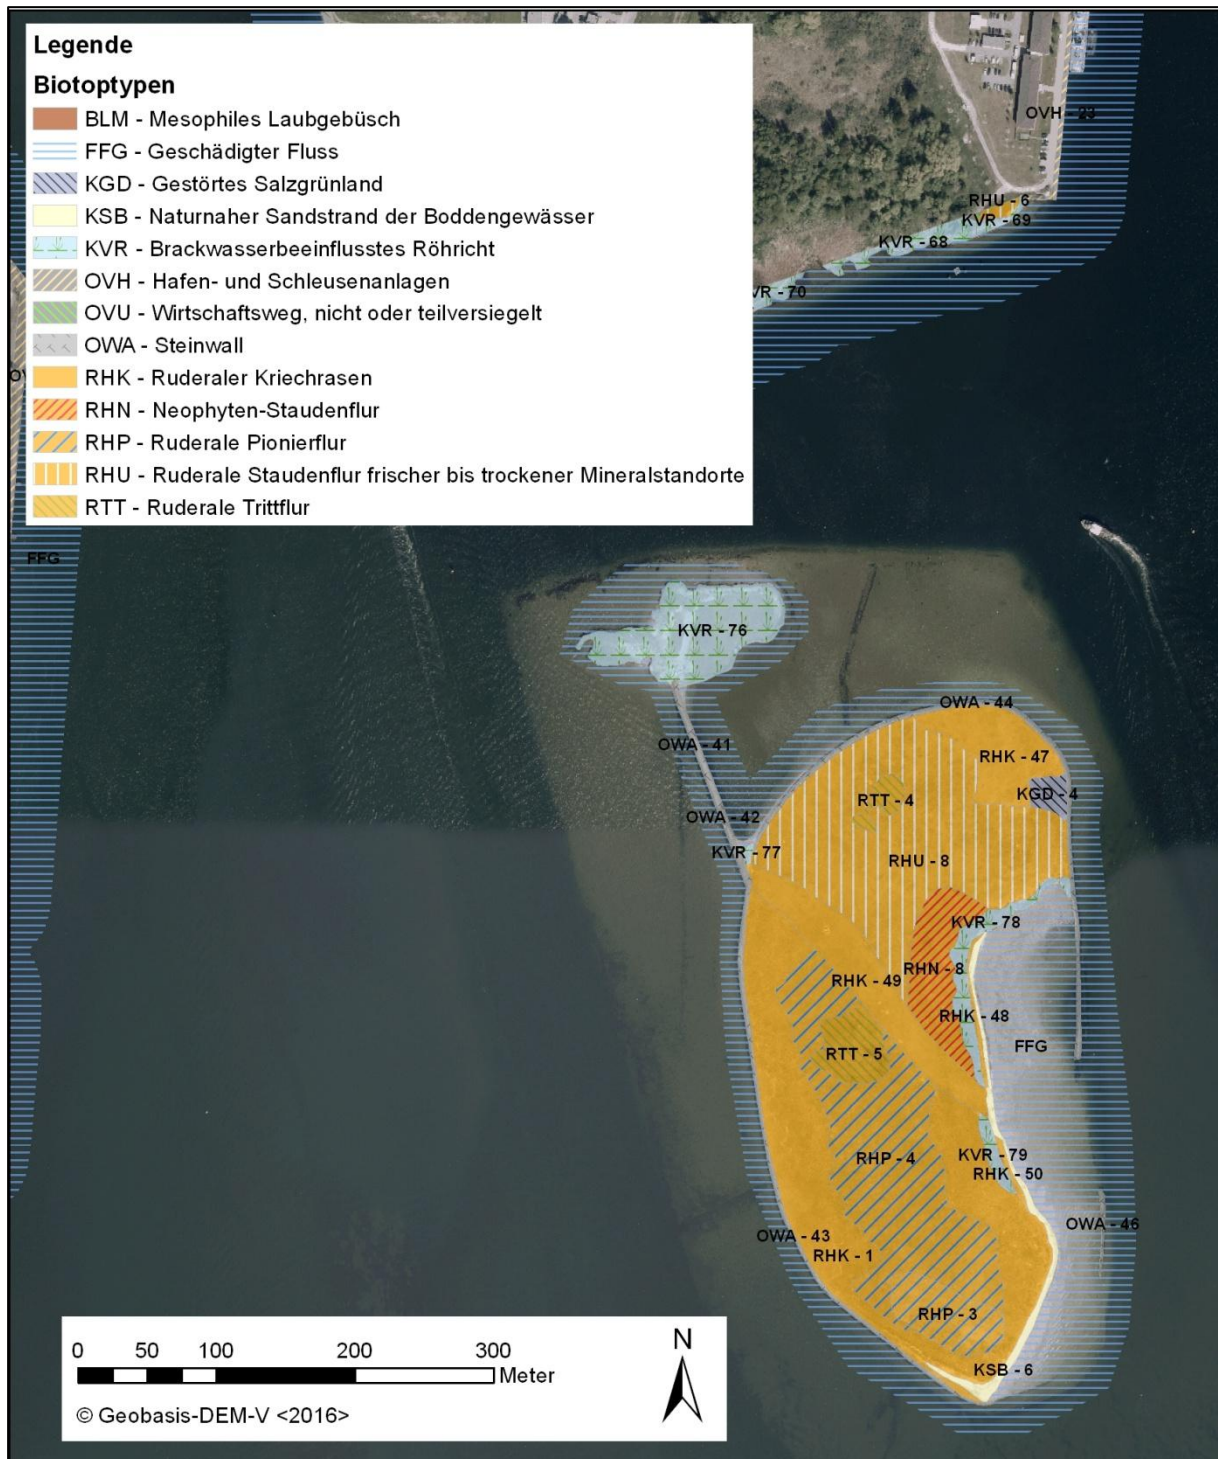 Legende
Biotoptypen
BLM - Mesophiles Laubgebüsch
FFG - Geschädigter Fluss
KGD - Gestörtes Salzgrünland
KSB - Naturnaher Sandstrand der Boddengewässer
KVR - Brackwasserbeeinflusstes Röhricht
OVH - Hafen- und Schleusenanlagen
OVU - Wirtschaftsweg, nicht oder teilversiegelt
OWA - Steinwall
RHK - Ruderaler Kriechrasen
RHN - Neophyten-Staudenflur
RHP - Ruderale Pionierflur
RHU - Ruderale Staudenflur frischer bis trockener Mineralstandorte
RTT - Ruderale Trittflur
OVH - 23
RHU - 6
KVR - 69
KVR - 68
VR - 70
FFG
KVR - 76
OWA - 44
OWA - 41
RHK - 47
KGD - 4
RTT - 4
OWA - 42
KVR - 77
RHU - 8
KVR - 78
RHN - 8
RHK - 49
RHK - 48
FFG
RTT - 5
KVR - 79
RHP - 4
RHK - 50
OWA - 46
OWA - 43
RHK - 1
RHP - 3
KSB - 6
0 50 100 200 300
Meter
N
© Geobasis-DEM-V <2016>